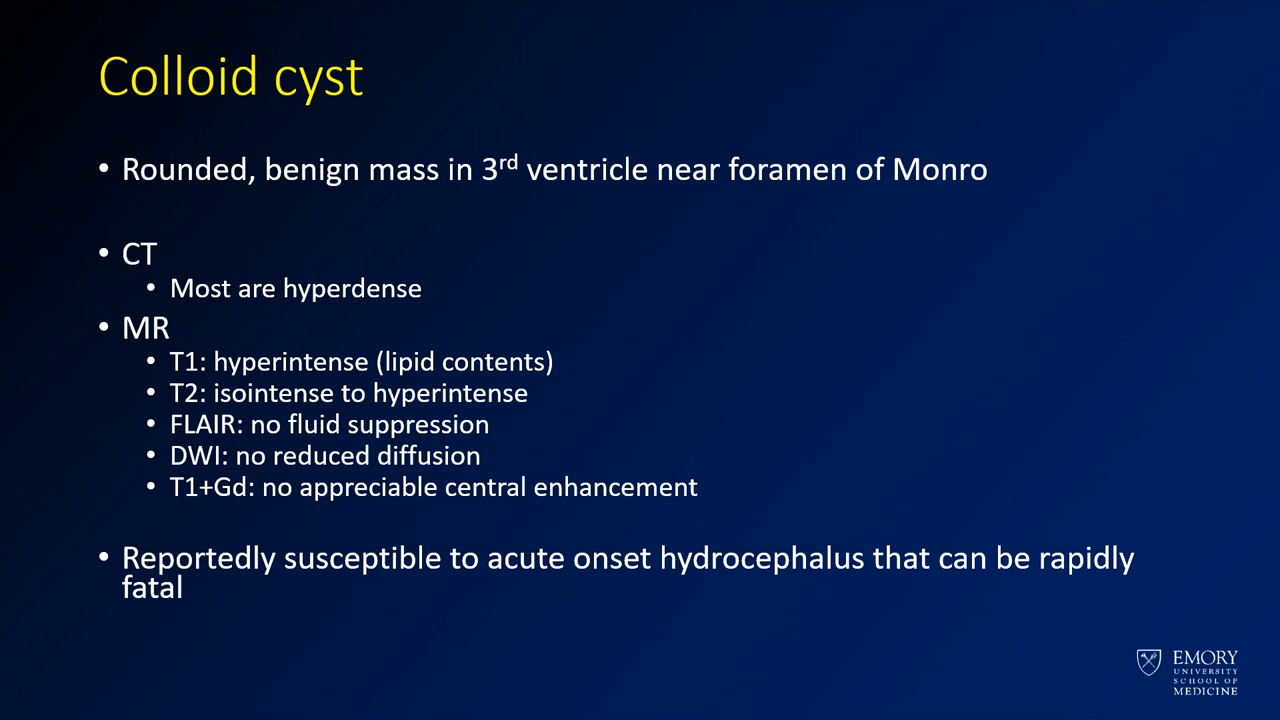 Colloid cyst
• Rounded, benign mass in 3rd ventricle near foramen of Monro
• CT
• Most are hyperdense
• MR
• T1: hyperintense (lipid contents)
• T2: isointense to hyperintense
• FLAIR: no fluid suppression
• DWI: no reduced diffusion
• T1+Gd: no appreciable central enhancement
• Reportedly susceptible to acute onset hydrocephalus that can be rapidly
fatal
EMORY
UNIVERSITY
SCHOOL OF
MEDICINE